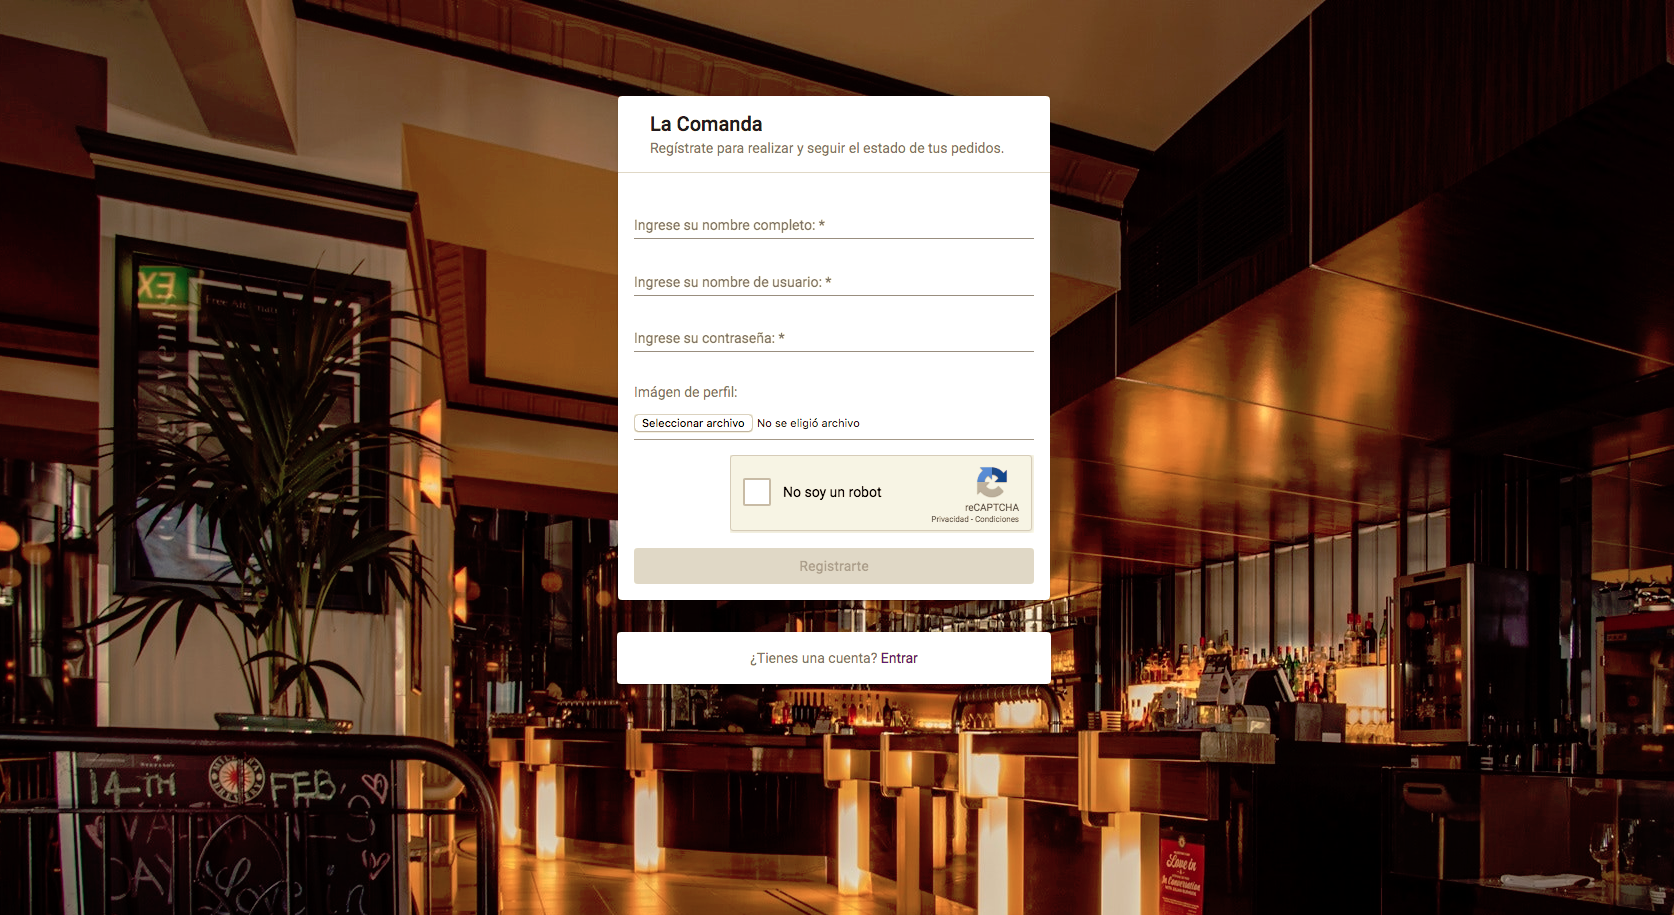 La Comanda
Regístrate para realizar y seguir el estado de tus pedidos.
Ingrese su nombre completo: *
Ingrese su nombre de usuario: *
Ingrese su contraseña: *
Imágen de perfil:
Seleccionar archivo No se eligió archivo
No soy un robot
reCAPTCHA
Privacidad - Condiciones
Registrarte
¿Tienes una cuenta? Entrar
14TH FEB,
VALENTINE'S
DAY
Love in
In Conversation